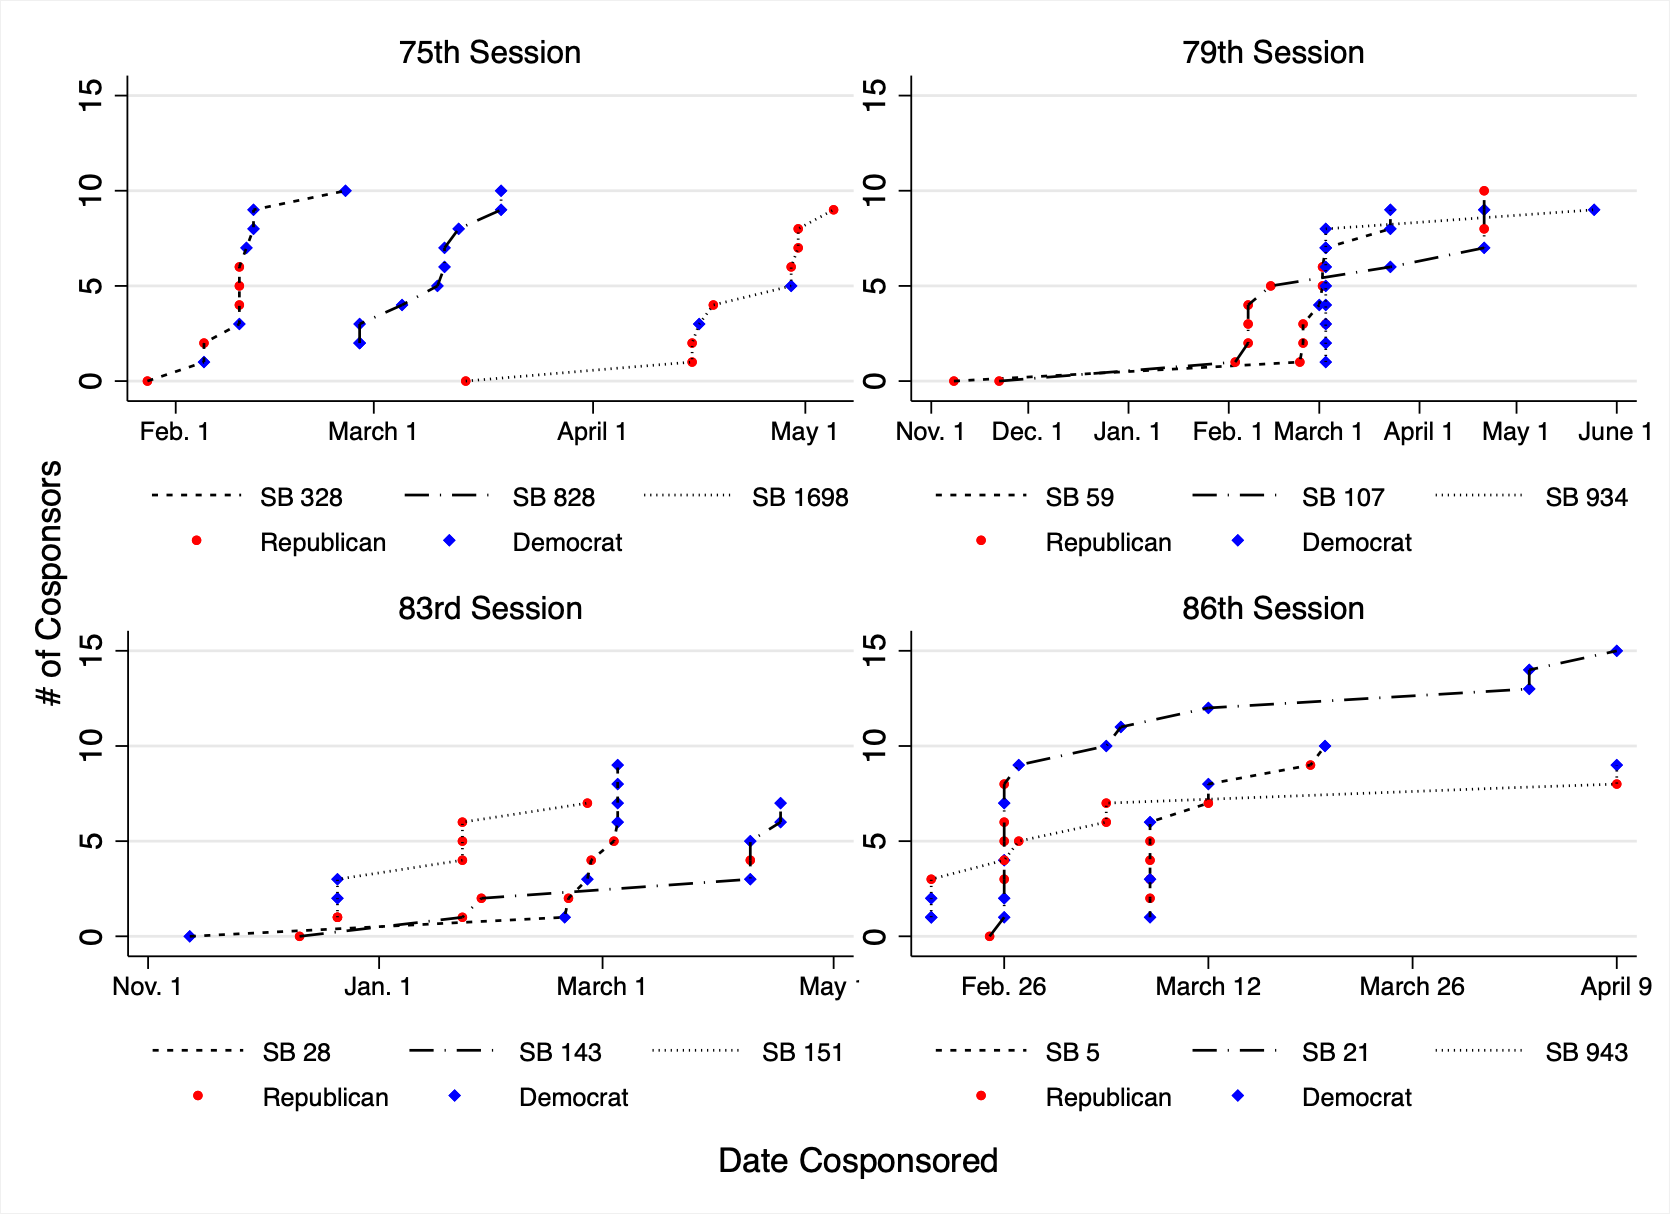 75th Session
15
10
5
0
Feb. 1 March 1 April 1 May 1
SB 328 SB 828 SB 1698
Republican Democrat
79th Session
15
10
5
0
Nov. 1 Dec. 1 Jan. 1 Feb. 1 March 1 April 1 May 1 June 1
SB 59 SB 107 SB 934
Republican Democrat
# of Cosponsors
83rd Session
15
10
5
0
Nov. 1 Jan. 1 March 1 May
SB 28 SB 143 SB 151
Republican Democrat
86th Session
15
10
5
0
Feb. 26 March 12 March 26 April 9
SB 5 SB 21 SB 943
Republican Democrat
Date Cosponsored